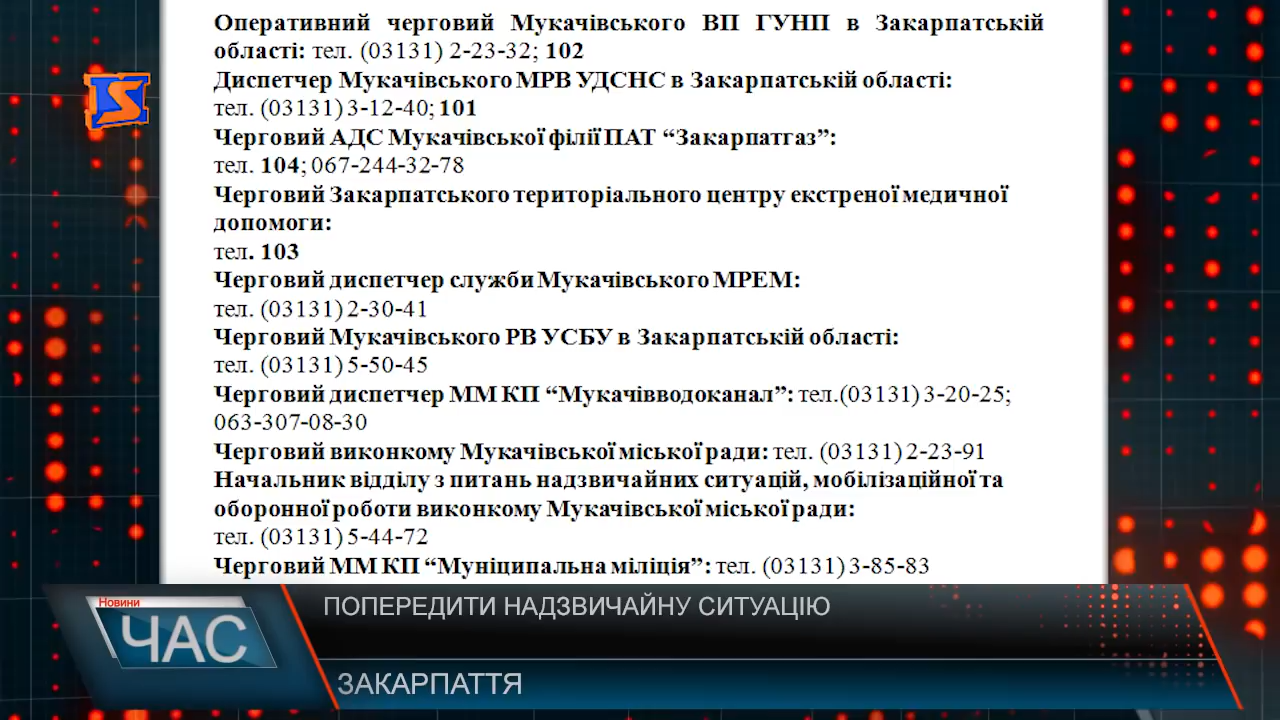 Оперативний черговий Мукачівського ВП ГУНП в Закарпатській
області: тел. (03131) 2-23-32; 102
Диспетчер Мукачівського МРВ УДСНС в Закарпатській області:
тел. (03131) 3-12-40; 101
Черговий АДС Мукачівської філії ПАТ “Закарпатгаз”:
тел. 104; 067-244-32-78
Черговий Закарпатського територіального центру екстреної медичної
допомоги:
тел. 103
Черговий диспетчер служби Мукачівського МРЕМ:
тел. (03131) 2-30-41
Черговий Мукачівського РВ УСБУ в Закарпатській області:
тел. (03131) 5-50-45
Черговий диспетчер ММ КП “Мукачівводоканал”: тел.(03131) 3-20-25;
063-307-08-30
Черговий виконкому Мукачівської міської ради: тел. (03131) 2-23-91
Начальник відділу з питань надзвичайних ситуацій, мобілізаційної та
оборонної роботи виконкому Мукачівської міської ради:
тел. (03131) 5-44-72
Черговий ММ КП “Муніципальна міліція”: тел. (03131) 3-85-83
Новини
ЧАС
ПОПЕРЕДИТИ НАДЗВИЧАЙНУ СИТУАЦІЮ
ЗАКАРПАТТЯ